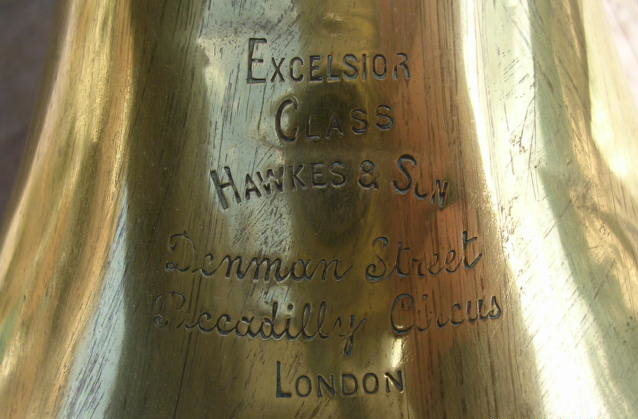 EXCELSIOR
CLASS
HAWKES & SON
Denman Street
Piccadilly Circus
LONDON